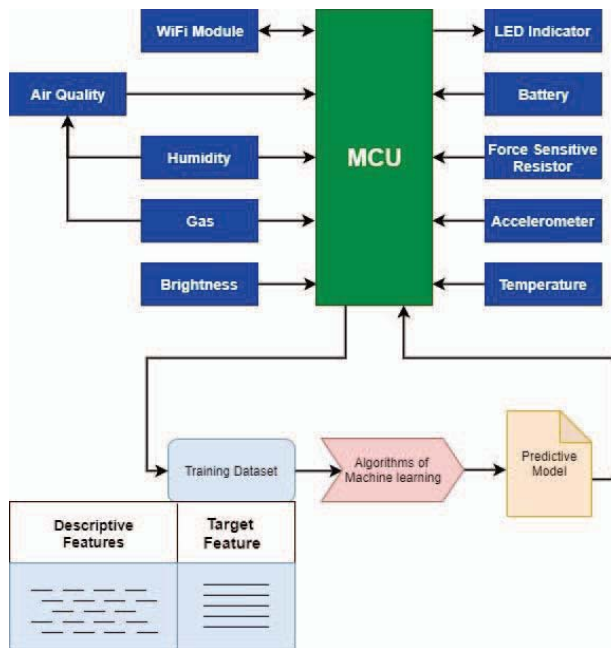 WiFi Module
LED Indicator
Air Quality
Battery
MCU
Humidity
Force Sensitive
Resistor
Gas
Accelerometer
Brightness
Temperature
Training Dataset
Algorithms of
Machine learning
Predictive
Model
Descriptive
Features
Target
Feature